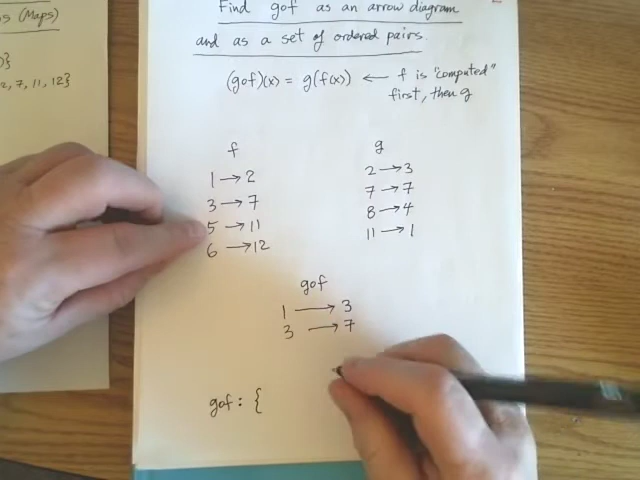 s (Maps)
)}
2, 7, 11, 12}
Find gof as an arrow diagram
and as a set of ordered pairs.
(gof)(x) = g(f(x)) ← f is "computed"
first, then g
f
1 → 2
3 → 7
5 → 11
6 → 12
g
2 → 3
7 → 7
8 → 4
11 → 1
gof
1 → 3
3 → 7
gof : {